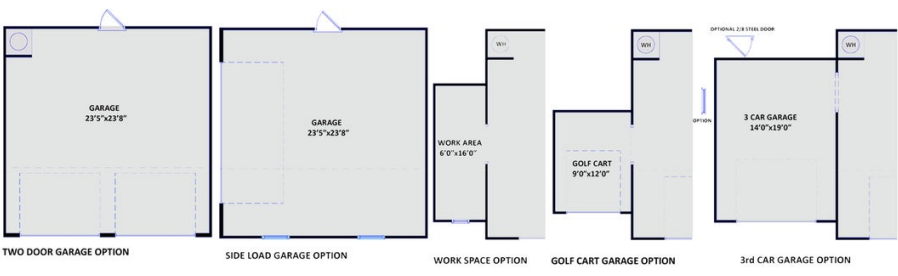 GARAGE
23'5"x23'8"
TWO DOOR GARAGE OPTION
GARAGE
23'5"x23'8"
SIDE LOAD GARAGE OPTION
WH
WORK AREA
6'0"x16'0"
WORK SPACE OPTION
WH
GOLF CART
9'0"x12'0"
GOLF CART GARAGE OPTION
OPTIONAL 2/8 STEEL DOOR
OPTION
WH
3 CAR GARAGE
14'0"x19'0"
3rd CAR GARAGE OPTION